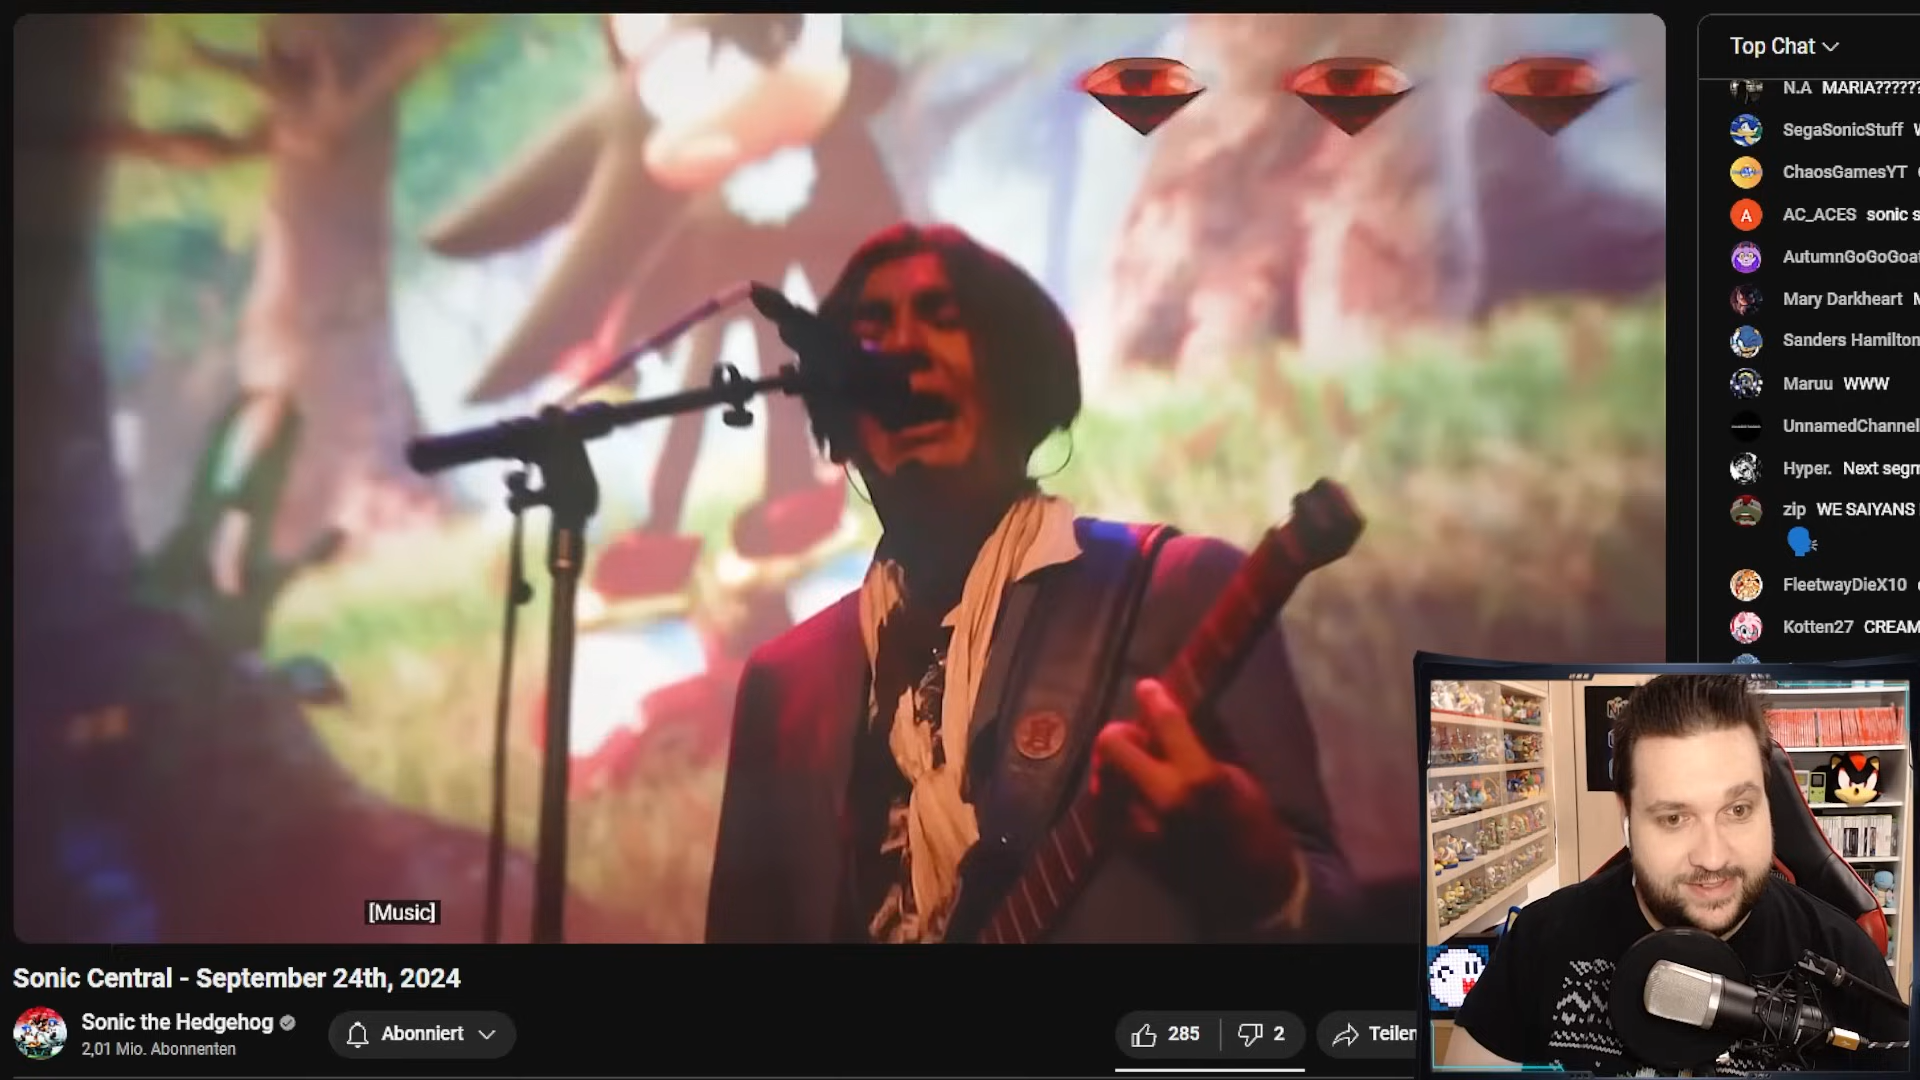 Top Chat
N.A MARIA??????
SegaSonicStuff
ChaosGamesYT
A
AC_ACES sonic s
AutumnGoGoGoat
Mary Darkheart
Sanders Hamilton
Maruu WWW
UnnamedChannel
Hyper. Next segm
zip WE SAIYANS
FleetwayDieX10
Kotten27 CREAM
[Music]
Sonic Central - September 24th, 2024
Sonic the Hedgehog
2,01 Mio. Abonnenten
Abonniert
285
2
Teilen